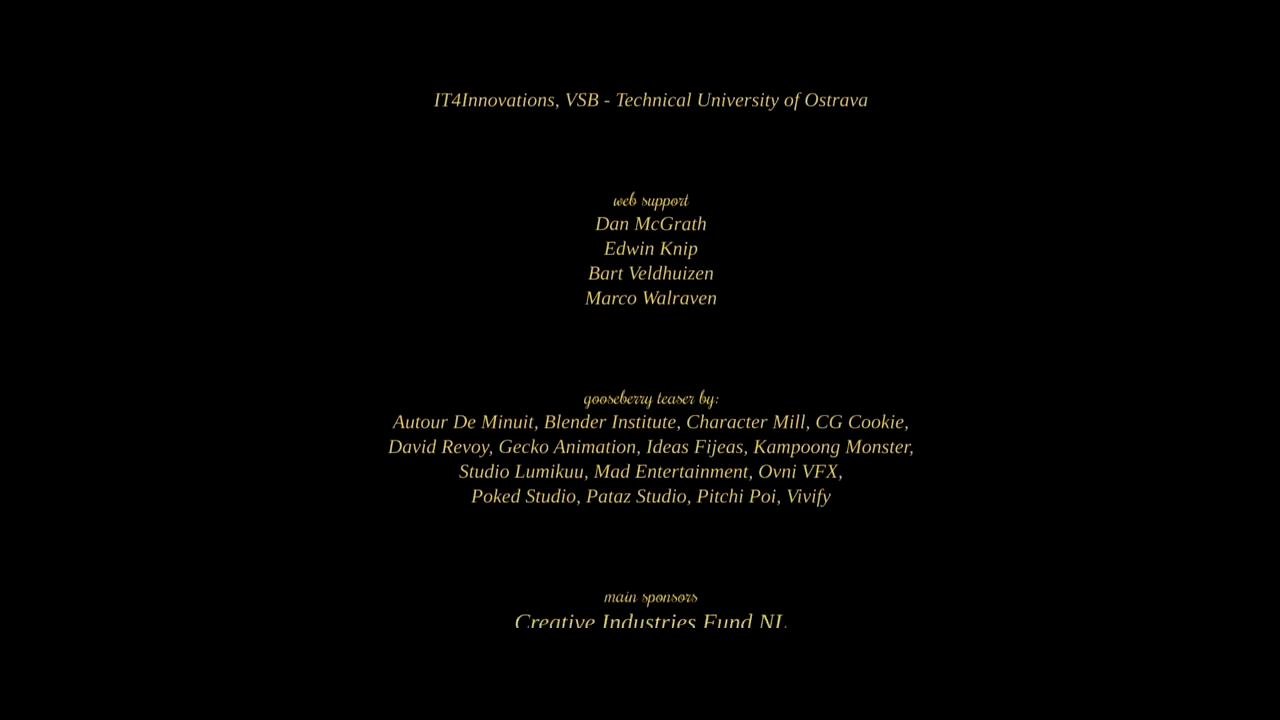 IT4Innovations, VSB - Technical University of Ostrava
web support
Dan McGrath
Edwin Knip
Bart Veldhuizen
Marco Walraven
gooseberry teaser by:
Autour De Minuit, Blender Institute, Character Mill, CG Cookie,
David Revoy, Gecko Animation, Ideas Fijeas, Kampoong Monster,
Studio Lumikuu, Mad Entertainment, Ovni VFX,
Poked Studio, Pataz Studio, Pitchi Poi, Vivify
main sponsors
Creative Industries Fund NL